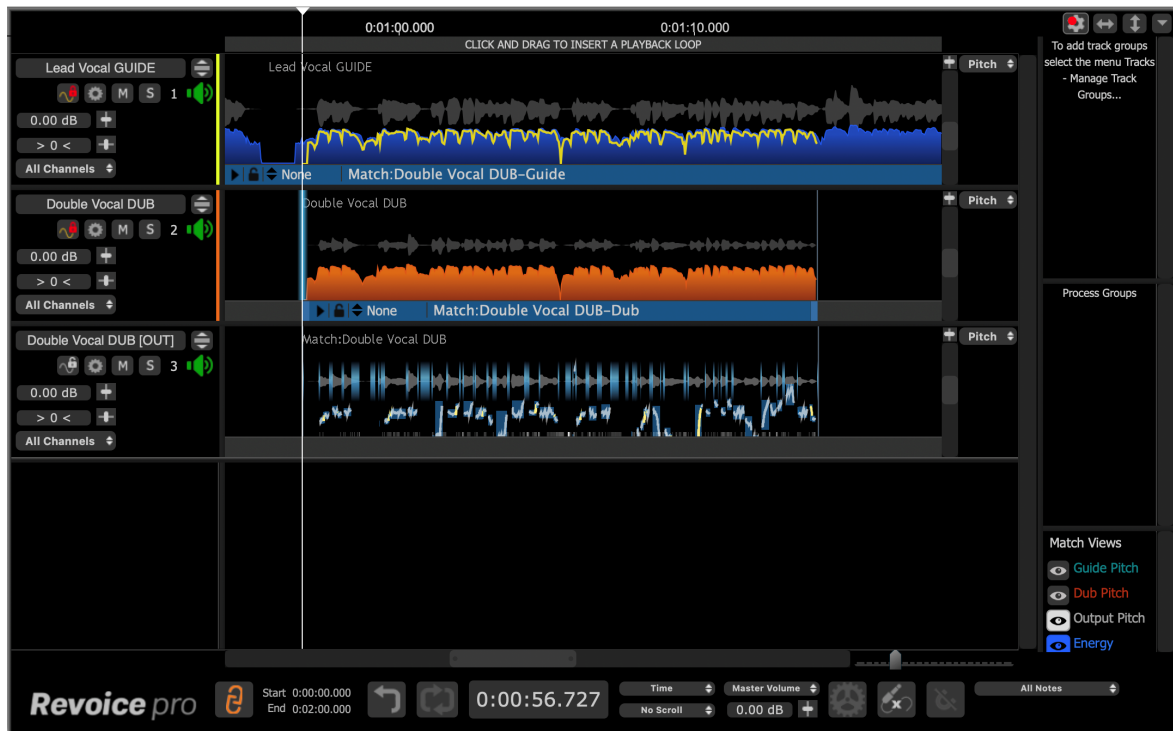 0:01:00.000 0:01:10.000
CLICK AND DRAG TO INSERT A PLAYBACK LOOP
To add track groups
select the menu Tracks
- Manage Track
Groups...
Lead Vocal GUIDE
M S 1
0.00 dB
> 0 <
All Channels
Lead Vocal GUIDE
Pitch
None Match:Double Vocal DUB-Guide
Double Vocal DUB
M S 2
0.00 dB
> 0 <
All Channels
Double Vocal DUB
Pitch
None Match:Double Vocal DUB-Dub
Process Groups
Double Vocal DUB [OUT]
M S 3
0.00 dB
> 0 <
All Channels
Match:Double Vocal DUB
Pitch
Match Views
Guide Pitch
Dub Pitch
Output Pitch
Energy
Revoice pro
Start 0:00:00.000
End 0:02:00.000
0:00:56.727
Time
No Scroll
Master Volume
0.00 dB
x
All Notes